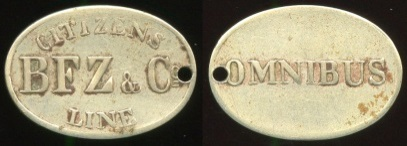 CITIZENS
BFZ & Co
LINE
OMNIBUS